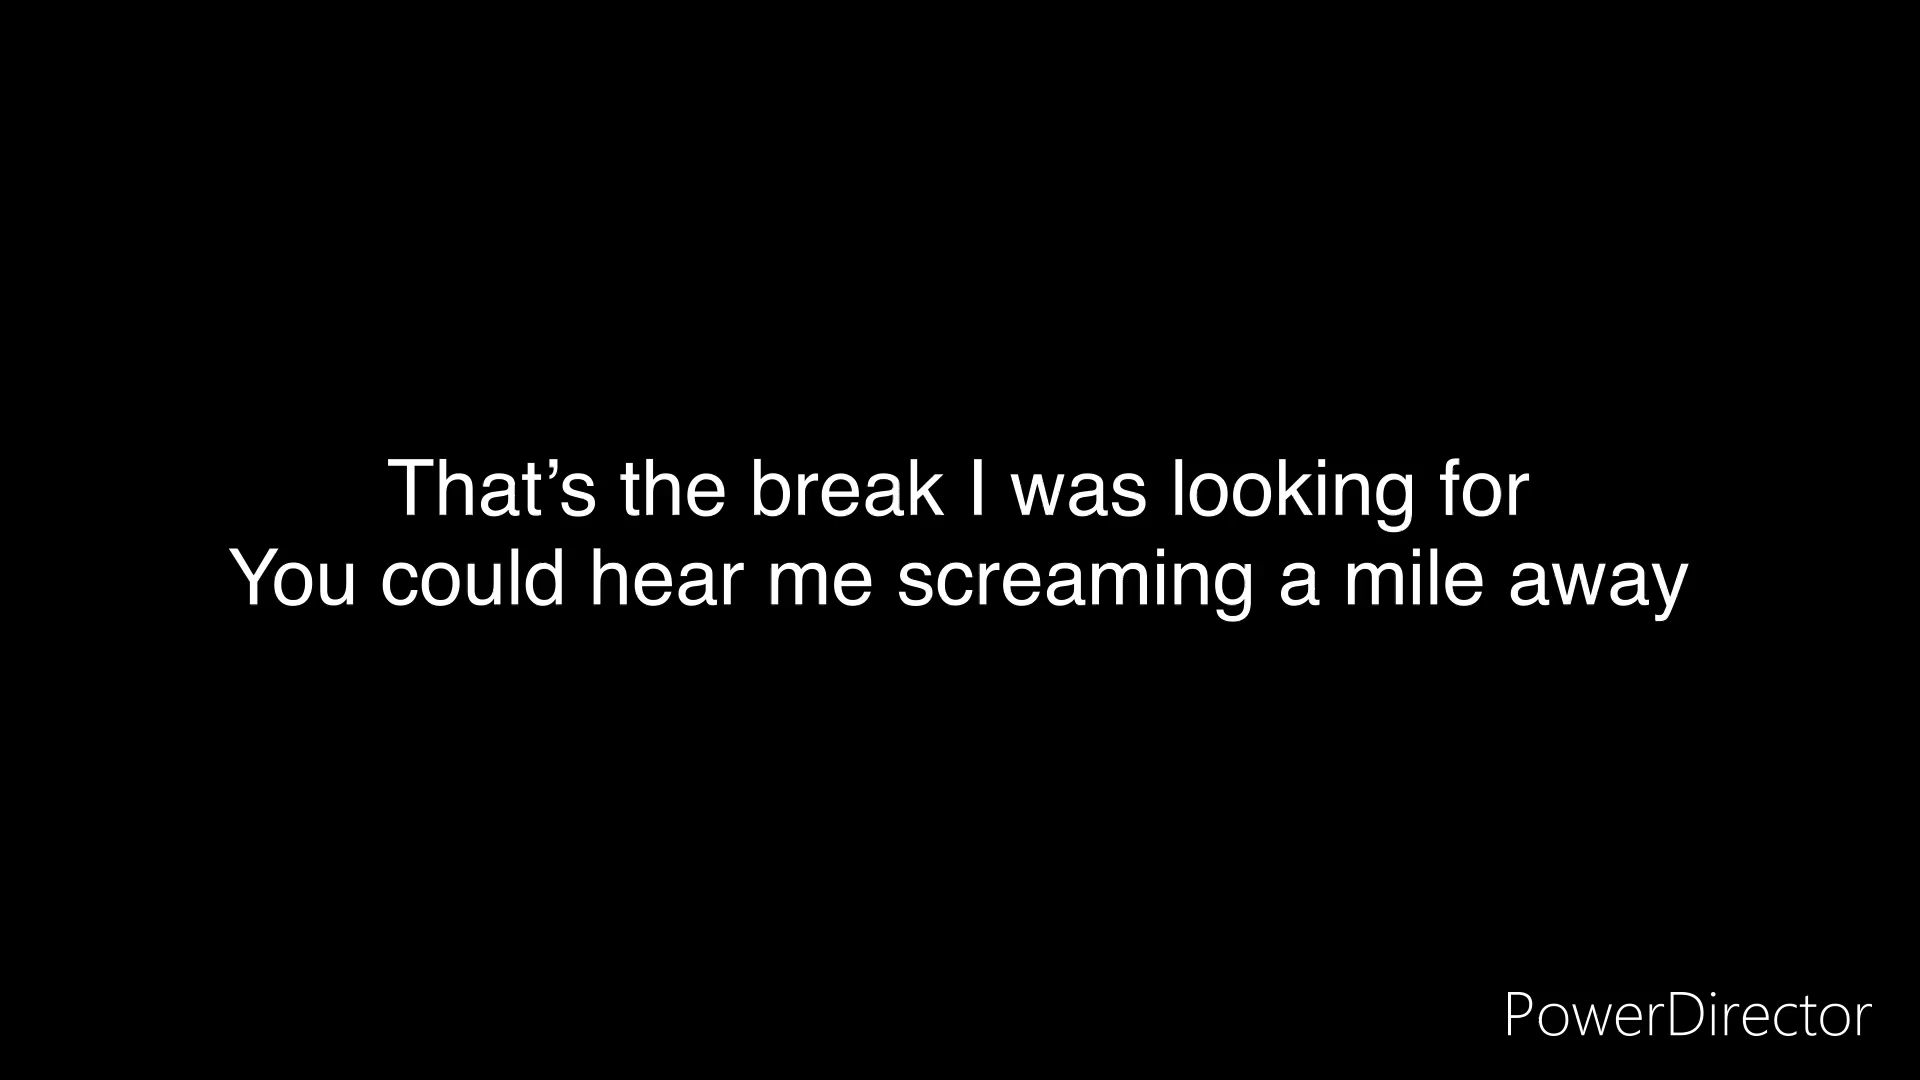 That’s the break I was looking for
You could hear me screaming a mile away
PowerDirector